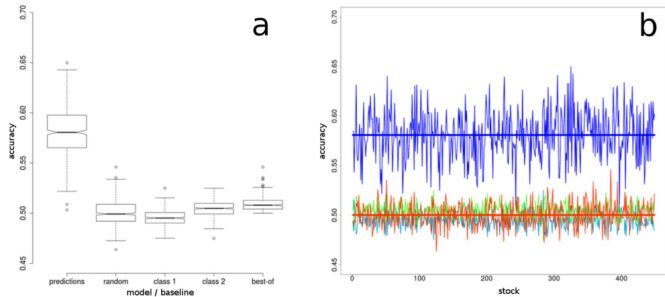 a
0.70
0.65
0.60
0.55
0.50
0.45
accuracy
predictions random class 1 class 2 best-of
model / baseline
b
0.70
0.65
0.60
0.55
0.50
0.45
accuracy
0 100 200 300 400
stock